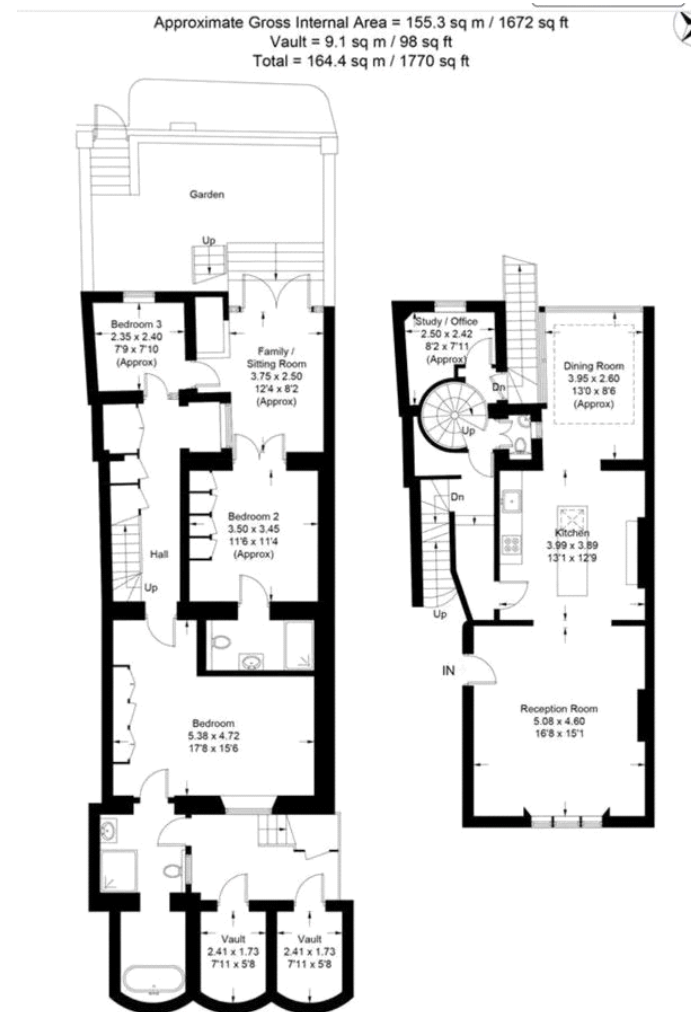 Approximate Gross Internal Area = 155.3 sq m / 1672 sq ft
Vault = 9.1 sq m / 98 sq ft
Total = 164.4 sq m / 1770 sq ft
Garden
Up
Bedroom 3
2.35 x 2.40
7'9 x 7'10
(Approx)
Family /
Sitting Room
3.75 x 2.50
12'4 x 8'2
(Approx)
Bedroom 2
3.50 x 3.45
11'6 x 11'4
(Approx)
Hall
Up
Bedroom
5.38 x 4.72
17'8 x 15'6
Vault
2.41 x 1.73
7'11 x 5'8
Vault
2.41 x 1.73
7'11 x 5'8
Study / Office
2.50 x 2.42
8'2 x 7'11
(Approx)
Dn
Dining Room
3.95 x 2.60
13'0 x 8'6
(Approx)
Up
Dn
Kitchen
3.99 x 3.89
13'1 x 12'9
Up
IN
Reception Room
5.08 x 4.60
16'8 x 15'1